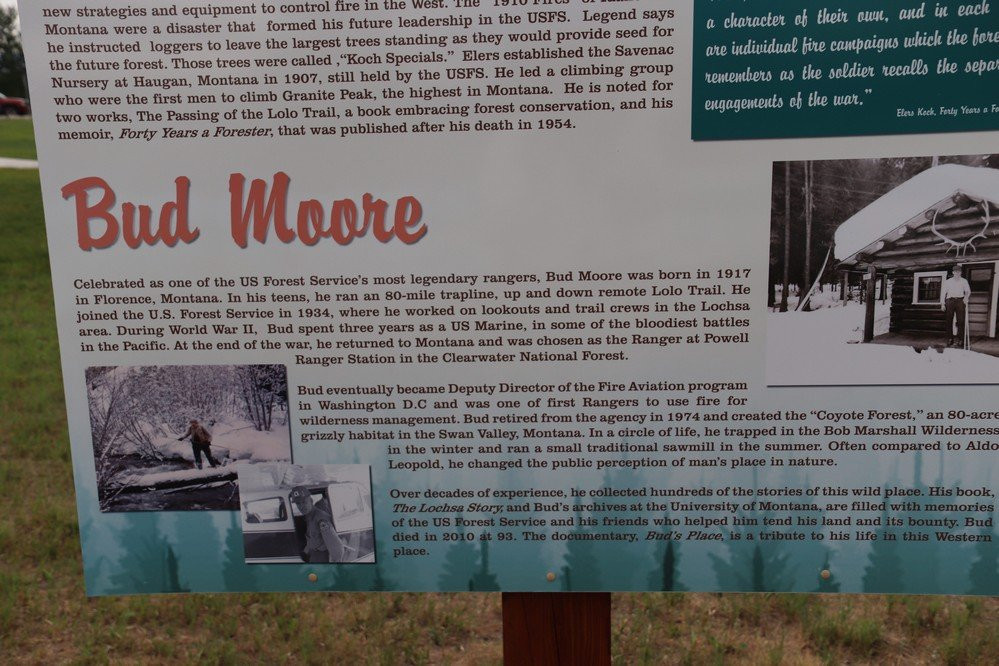 new strategies and equipment to control fire in the West. The "1910 Fires"
Montana were a disaster that formed his future leadership in the USFS. Legend says
he instructed loggers to leave the largest trees standing as they would provide seed for
the future forest. Those trees were called ,"Koch Specials." Elers established the Savenac
Nursery at Haugan, Montana in 1907, still held by the USFS. He led a climbing group
who were the first men to climb Granite Peak, the highest in Montana. He is noted for
two works, The Passing of the Lolo Trail, a book embracing forest conservation, and his
memoir, Forty Years a Forester, that was published after his death in 1954.
a character of their own, and in each
are individual fire campaigns which the fore
remembers as the soldier recalls the separ
engagements of the war."
Elers Koch, Forty Years a Fo
Bud Moore
Celebrated as one of the US Forest Service's most legendary rangers, Bud Moore was born in 1917
in Florence, Montana. In his teens, he ran an 80-mile trapline, up and down remote Lolo Trail. He
joined the U.S. Forest Service in 1934, where he worked on lookouts and trail crews in the Lochsa
area. During World War II, Bud spent three years as a US Marine, in some of the bloodiest battles
in the Pacific. At the end of the war, he returned to Montana and was chosen as the Ranger at Powell
Ranger Station in the Clearwater National Forest.
Bud eventually became Deputy Director of the Fire Aviation program
in Washington D.C and was one of first Rangers to use fire for
wilderness management. Bud retired from the agency in 1974 and created the "Coyote Forest," an 80-acre
grizzly habitat in the Swan Valley, Montana. In a circle of life, he trapped in the Bob Marshall Wilderness
in the winter and ran a small traditional sawmill in the summer. Often compared to Aldo
Leopold, he changed the public perception of man's place in nature.
Over decades of experience, he collected hundreds of the stories of this wild place. His book,
The Lochsa Story, and Bud's archives at the University of Montana, are filled with memories
of the US Forest Service and his friends who helped him tend his land and its bounty. Bud
died in 2010 at 93. The documentary, Bud's Place, is a tribute to his life in this Western
place.